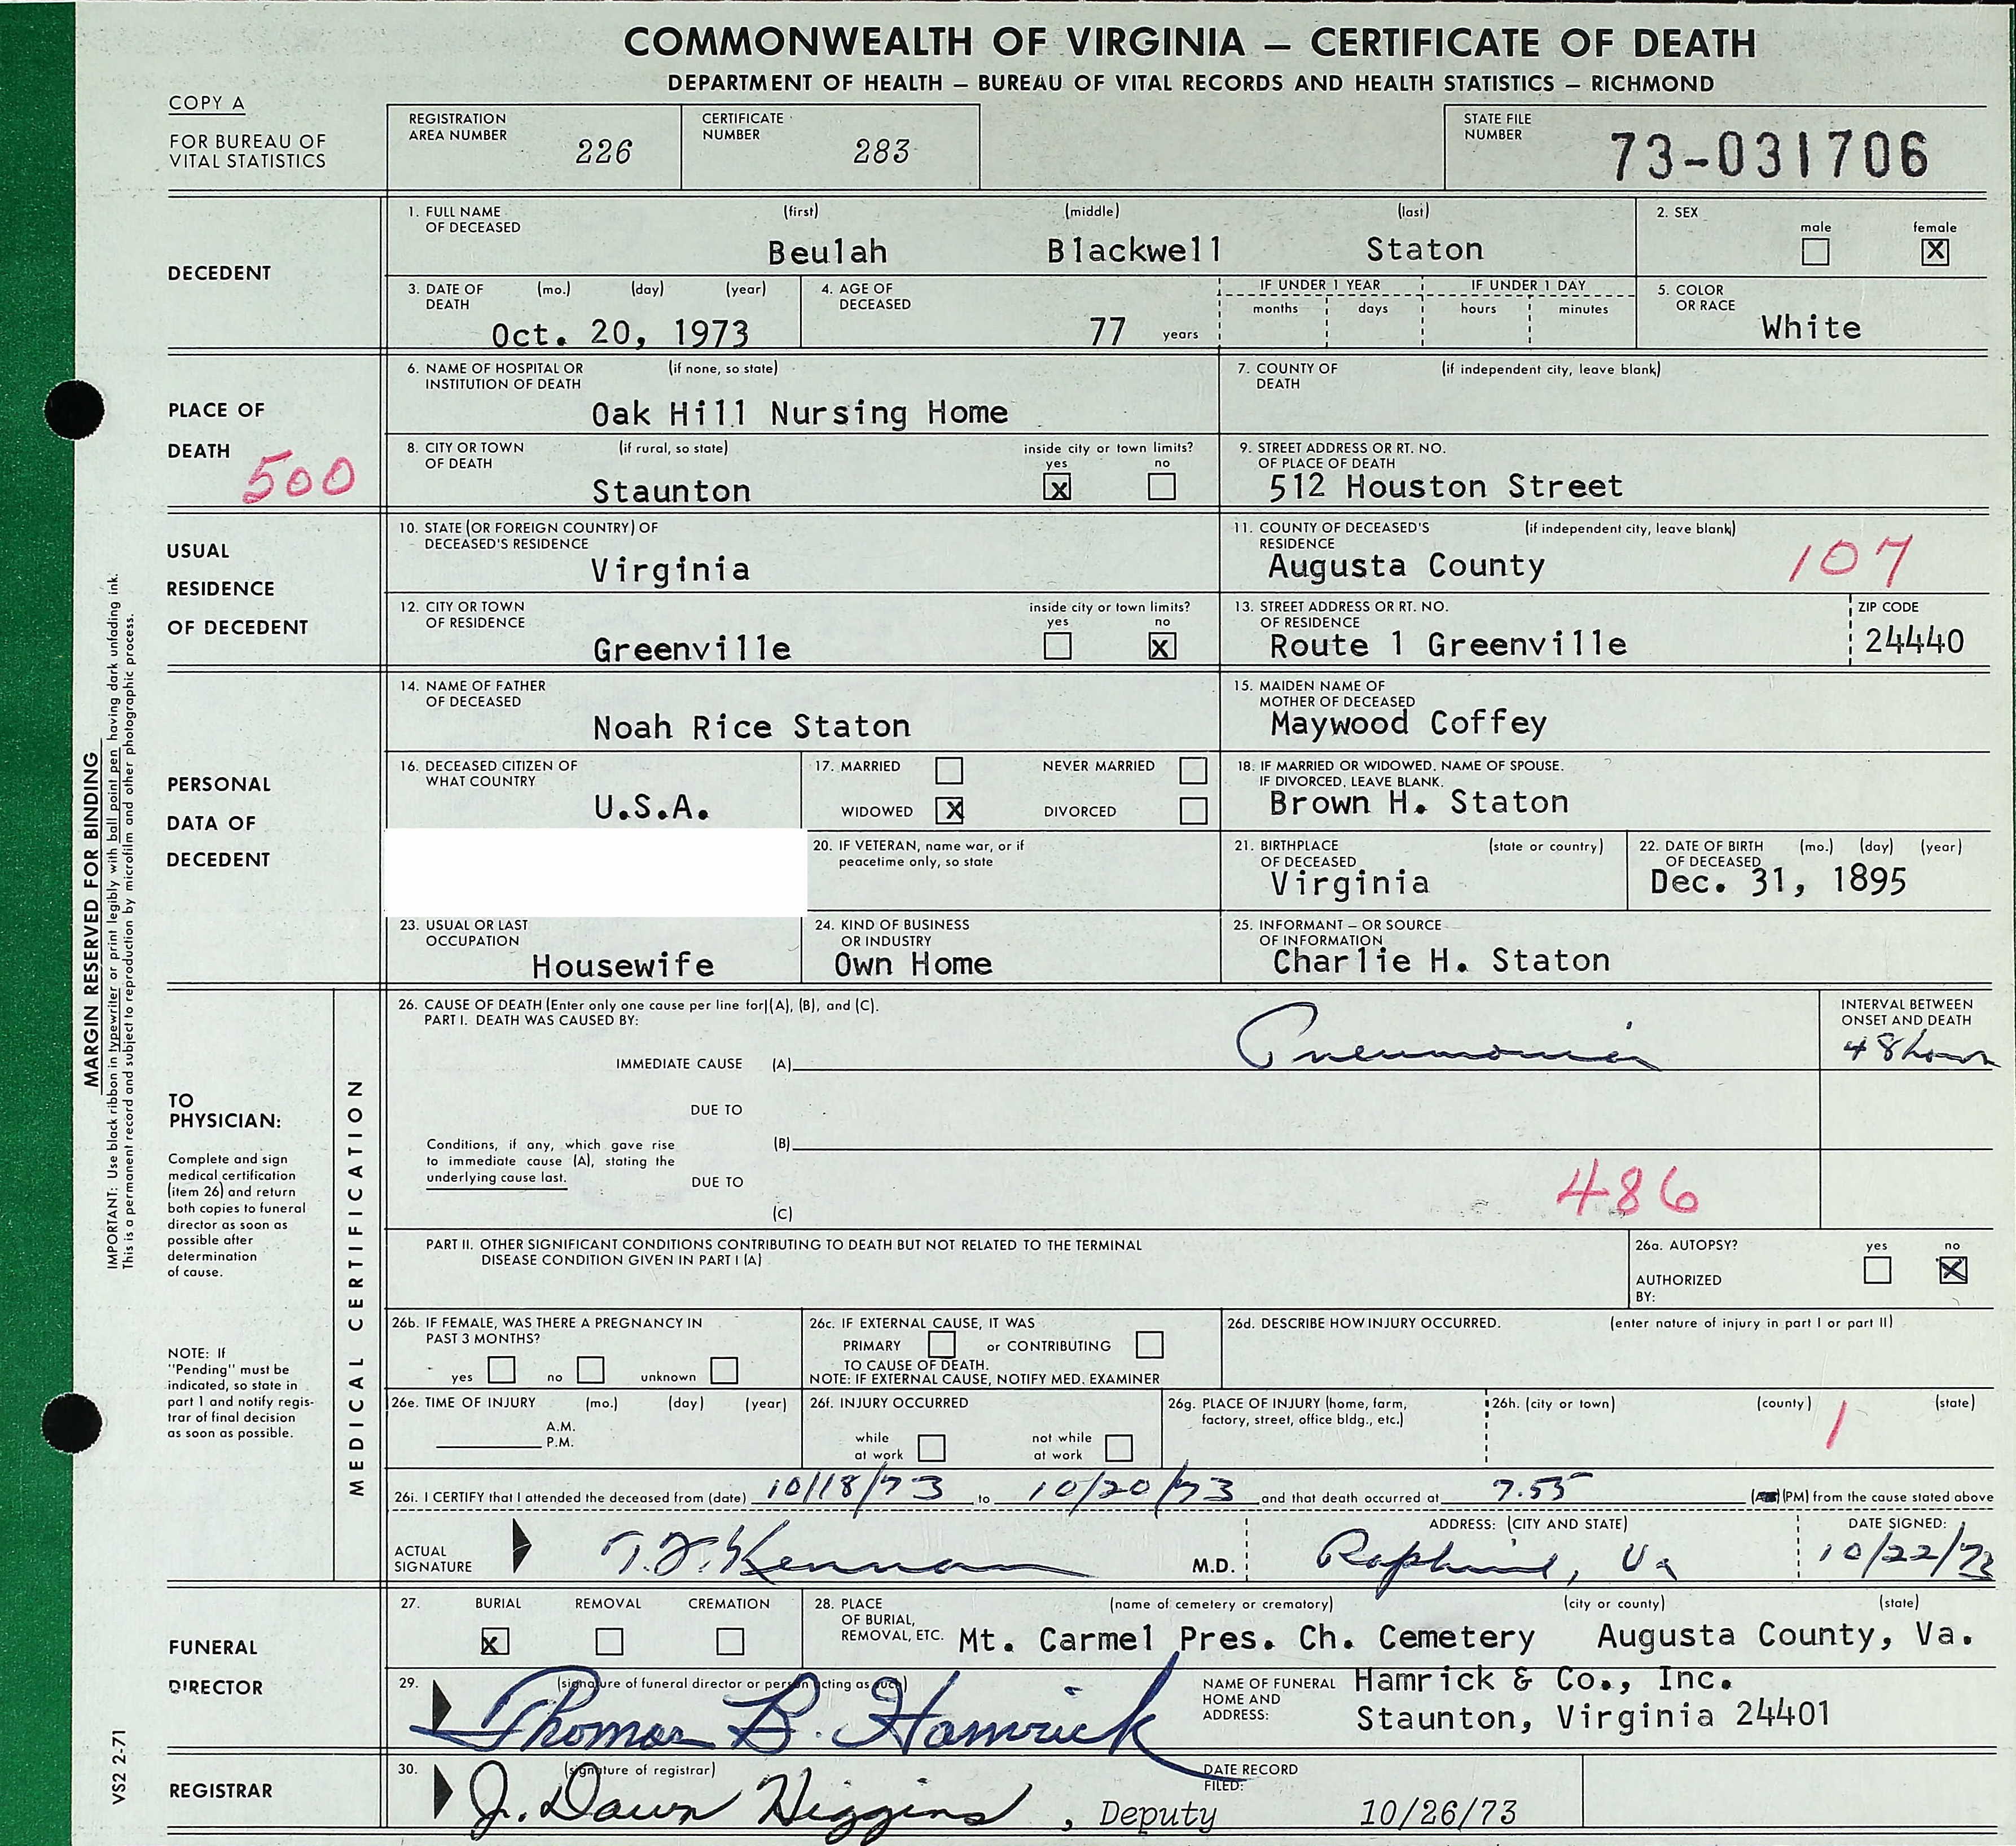 COMMONWEALTH OF VIRGINIA — CERTIFICATE OF DEATH
DEPARTMENT OF HEALTH — BUREAU OF VITAL RECORDS AND HEALTH STATISTICS — RICHMOND
COPY A
FOR BUREAU OF
VITAL STATISTICS
REGISTRATION
AREA NUMBER 226
CERTIFICATE
NUMBER 283
STATE FILE
NUMBER 73-031706
DECEDENT
1. FULL NAME (first) (middle) (last)
OF DECEASED
Beulah Blackwell Staton
2. SEX male female
X
3. DATE OF (mo.) (day) (year)
DEATH
Oct. 20, 1973
4. AGE OF
DECEASED
77 years
IF UNDER 1 YEAR IF UNDER 1 DAY
months days hours minutes
5. COLOR
OR RACE
White
PLACE OF
DEATH 500
6. NAME OF HOSPITAL OR (if none, so state)
INSTITUTION OF DEATH
Oak Hill Nursing Home
7. COUNTY OF (if independent city, leave blank)
DEATH
8. CITY OR TOWN (if rural, so state) inside city or town limits?
OF DEATH yes no
Staunton X
9. STREET ADDRESS OR RT. NO.
OF PLACE OF DEATH
512 Houston Street
USUAL
RESIDENCE
OF DECEDENT
10. STATE (OR FOREIGN COUNTRY) OF
DECEASED'S RESIDENCE
Virginia
11. COUNTY OF DECEASED'S (if independent city, leave blank)
RESIDENCE
Augusta County 107
12. CITY OR TOWN inside city or town limits?
OF RESIDENCE yes no
Greenville X
13. STREET ADDRESS OR RT. NO.
OF RESIDENCE
Route 1 Greenville
ZIP CODE
24440
PERSONAL
DATA OF
DECEDENT
14. NAME OF FATHER
OF DECEASED
Noah Rice Staton
15. MAIDEN NAME OF
MOTHER OF DECEASED
Maywood Coffey
16. DECEASED CITIZEN OF
WHAT COUNTRY
U.S.A.
17. MARRIED NEVER MARRIED
WIDOWED X DIVORCED
18. IF MARRIED OR WIDOWED, NAME OF SPOUSE.
IF DIVORCED, LEAVE BLANK.
Brown H. Staton
20. IF VETERAN, name war, or if
peacetime only, so state
21. BIRTHPLACE (state or country)
OF DECEASED
Virginia
22. DATE OF BIRTH (mo.) (day) (year)
OF DECEASED
Dec. 31, 1895
23. USUAL OR LAST
OCCUPATION
Housewife
24. KIND OF BUSINESS
OR INDUSTRY
Own Home
25. INFORMANT — OR SOURCE
OF INFORMATION
Charlie H. Staton
MARGIN RESERVED FOR BINDING
IMPORTANT: Use black ribbon in typewriter or print legibly with ball point pen having dark unfading ink.
This is a permanent record and subject to reproduction by microfilm and other photographic process.
TO
PHYSICIAN:
Complete and sign
medical certification
(item 26) and return
both copies to funeral
director as soon as
possible after
determination
of cause.
NOTE: If
"Pending" must be
indicated, so state in
part 1 and notify regis-
trar of final decision
as soon as possible.
MEDICAL CERTIFICATION
26. CAUSE OF DEATH (Enter only one cause per line for (A), (B), and (C).
PART I. DEATH WAS CAUSED BY:
INTERVAL BETWEEN
ONSET AND DEATH
IMMEDIATE CAUSE (A) Pneumonia 48 hours
DUE TO
Conditions, if any, which gave rise (B)
to immediate cause (A), stating the
underlying cause last. DUE TO
486
(C)
PART II. OTHER SIGNIFICANT CONDITIONS CONTRIBUTING TO DEATH BUT NOT RELATED TO THE TERMINAL
DISEASE CONDITION GIVEN IN PART I (A)
26a. AUTOPSY? yes no
X
AUTHORIZED
BY:
26b. IF FEMALE, WAS THERE A PREGNANCY IN
PAST 3 MONTHS?
yes no unknown
26c. IF EXTERNAL CAUSE, IT WAS
PRIMARY or CONTRIBUTING
TO CAUSE OF DEATH.
NOTE: IF EXTERNAL CAUSE, NOTIFY MED. EXAMINER
26d. DESCRIBE HOW INJURY OCCURRED. (enter nature of injury in part I or part II)
26e. TIME OF INJURY (mo.) (day) (year)
A.M.
P.M.
26f. INJURY OCCURRED
while not while
at work at work
26g. PLACE OF INJURY (home, farm,
factory, street, office bldg., etc.)
26h. (city or town) (county) (state)
1
26i. I CERTIFY that I attended the deceased from (date) 10/18/73 to 10/20/73 and that death occurred at 7.55 (PM) from the cause stated above
ACTUAL
SIGNATURE M.D.
ADDRESS: (CITY AND STATE)
Raphine, Va
DATE SIGNED:
10/22/73
FUNERAL
DIRECTOR
27. BURIAL REMOVAL CREMATION
X
28. PLACE (name of cemetery or crematory) (city or county) (state)
OF BURIAL,
REMOVAL, ETC. Mt. Carmel Pres. Ch. Cemetery Augusta County, Va.
29. (signature of funeral director or person acting as such)
Thomas B. Hamrick
NAME OF FUNERAL
HOME AND
ADDRESS:
Hamrick & Co., Inc.
Staunton, Virginia 24401
REGISTRAR
30. (signature of registrar)
J. Dawn Higgins, Deputy
DATE RECORD
FILED:
10/26/73
VS2 2-71